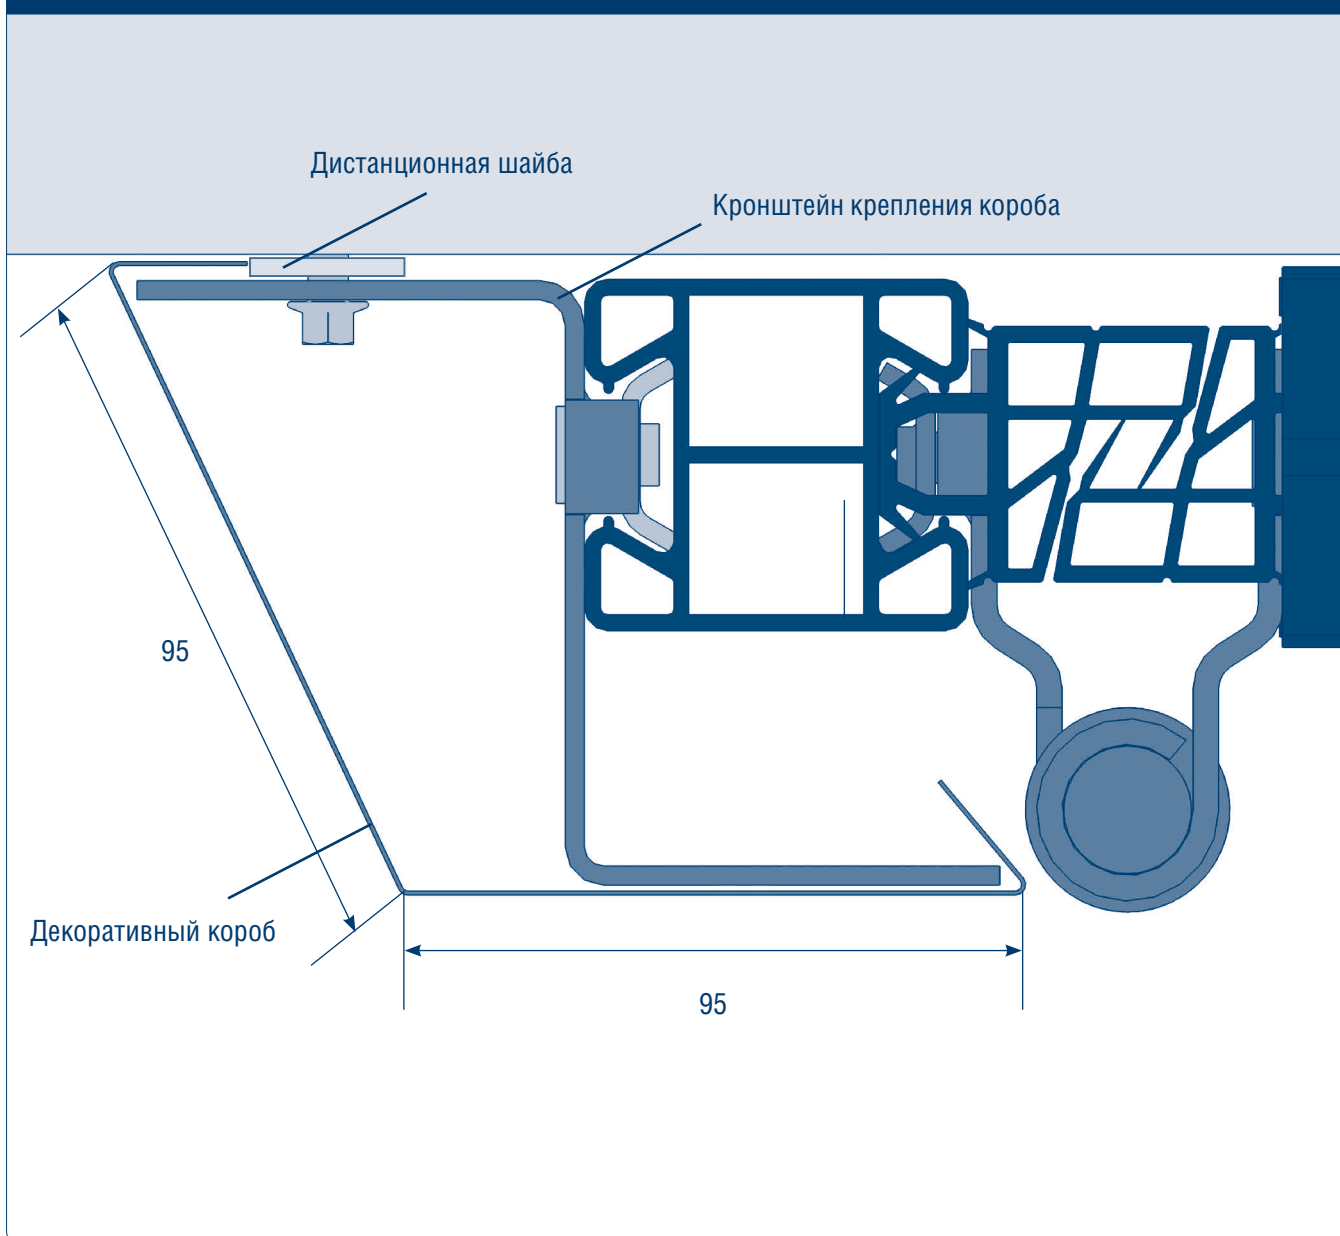 Дистанционная шайба
Кронштейн крепления короба
95
Декоративный короб
95